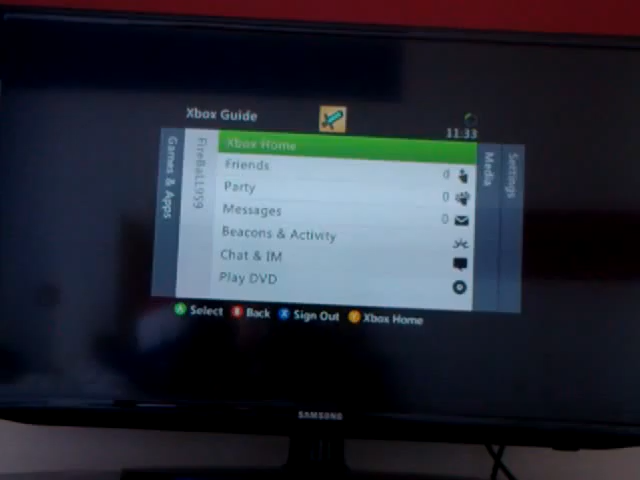 Xbox Guide
11:33
Games & Apps
FireBall959
Xbox Home
Friends 0
Party 0
Messages 0
Beacons & Activity
Chat & IM
Play DVD
Media
Settings
A Select B Back X Sign Out Y Xbox Home
SAMSUNG